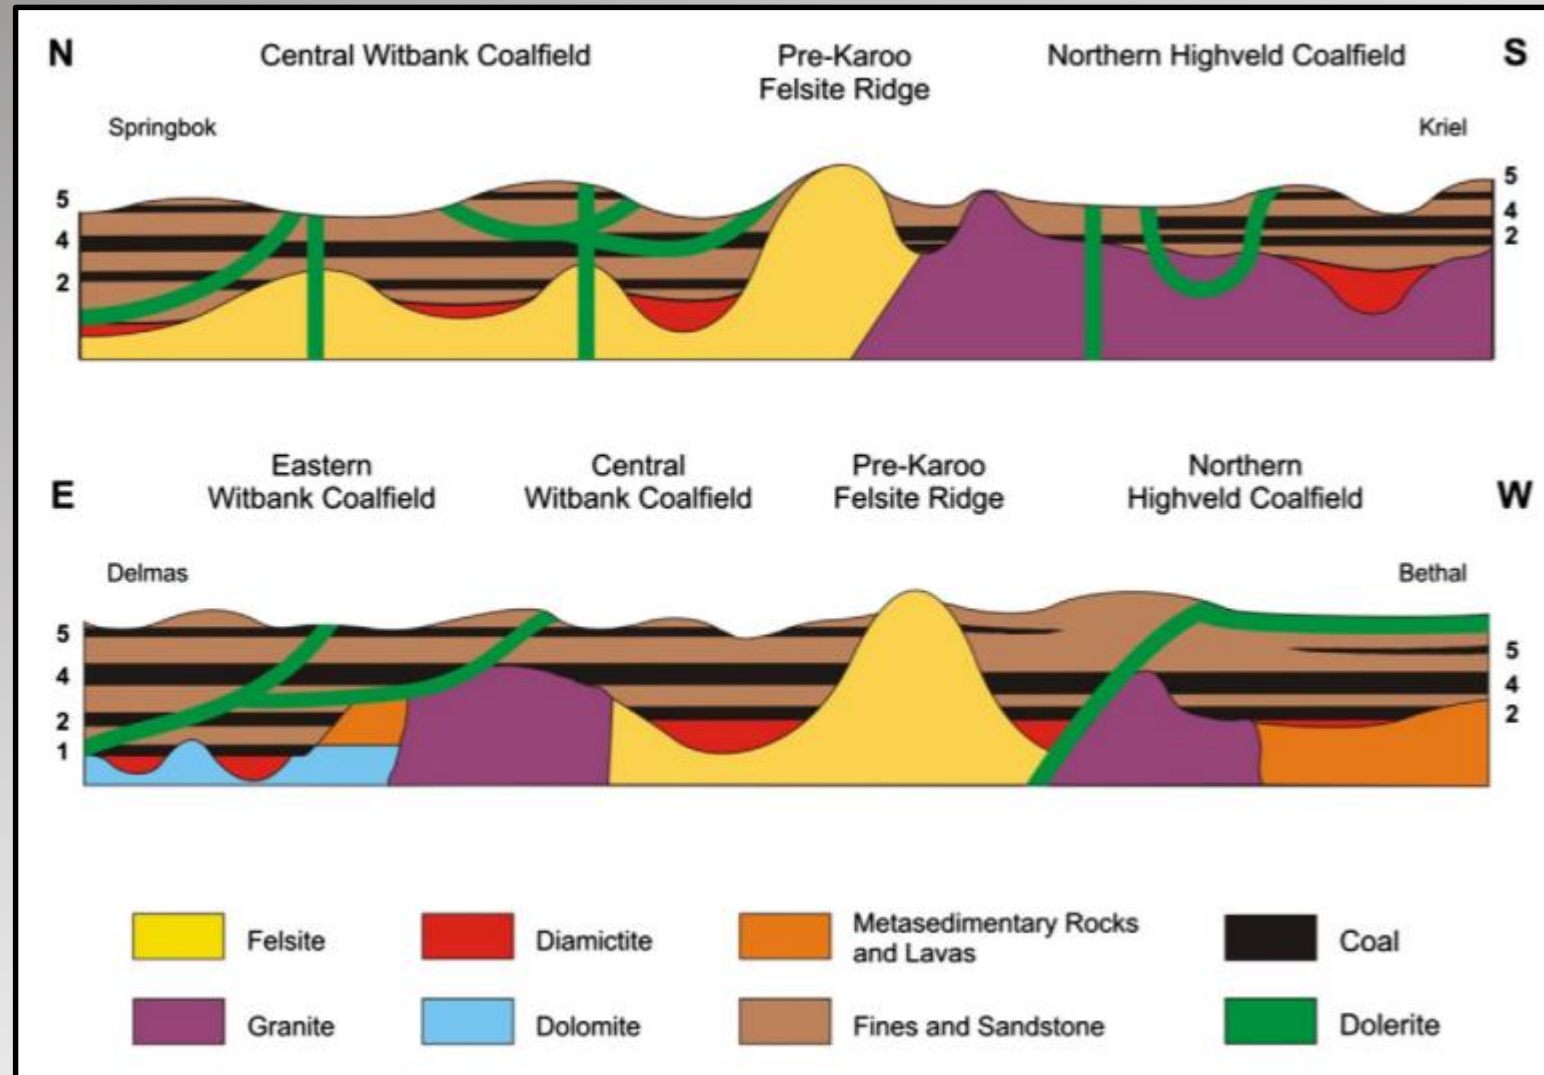 N
Central Witbank Coalfield
Pre-Karoo
Felsite Ridge
Northern Highveld Coalfield
S
Springbok
Kriel
5
4
2
5
4
2
E
Eastern
Witbank Coalfield
Central
Witbank Coalfield
Pre-Karoo
Felsite Ridge
Northern
Highveld Coalfield
W
Delmas
Bethal
5
4
2
1
5
4
2
Felsite
Diamictite
Metasedimentary Rocks
and Lavas
Coal
Granite
Dolomite
Fines and Sandstone
Dolerite